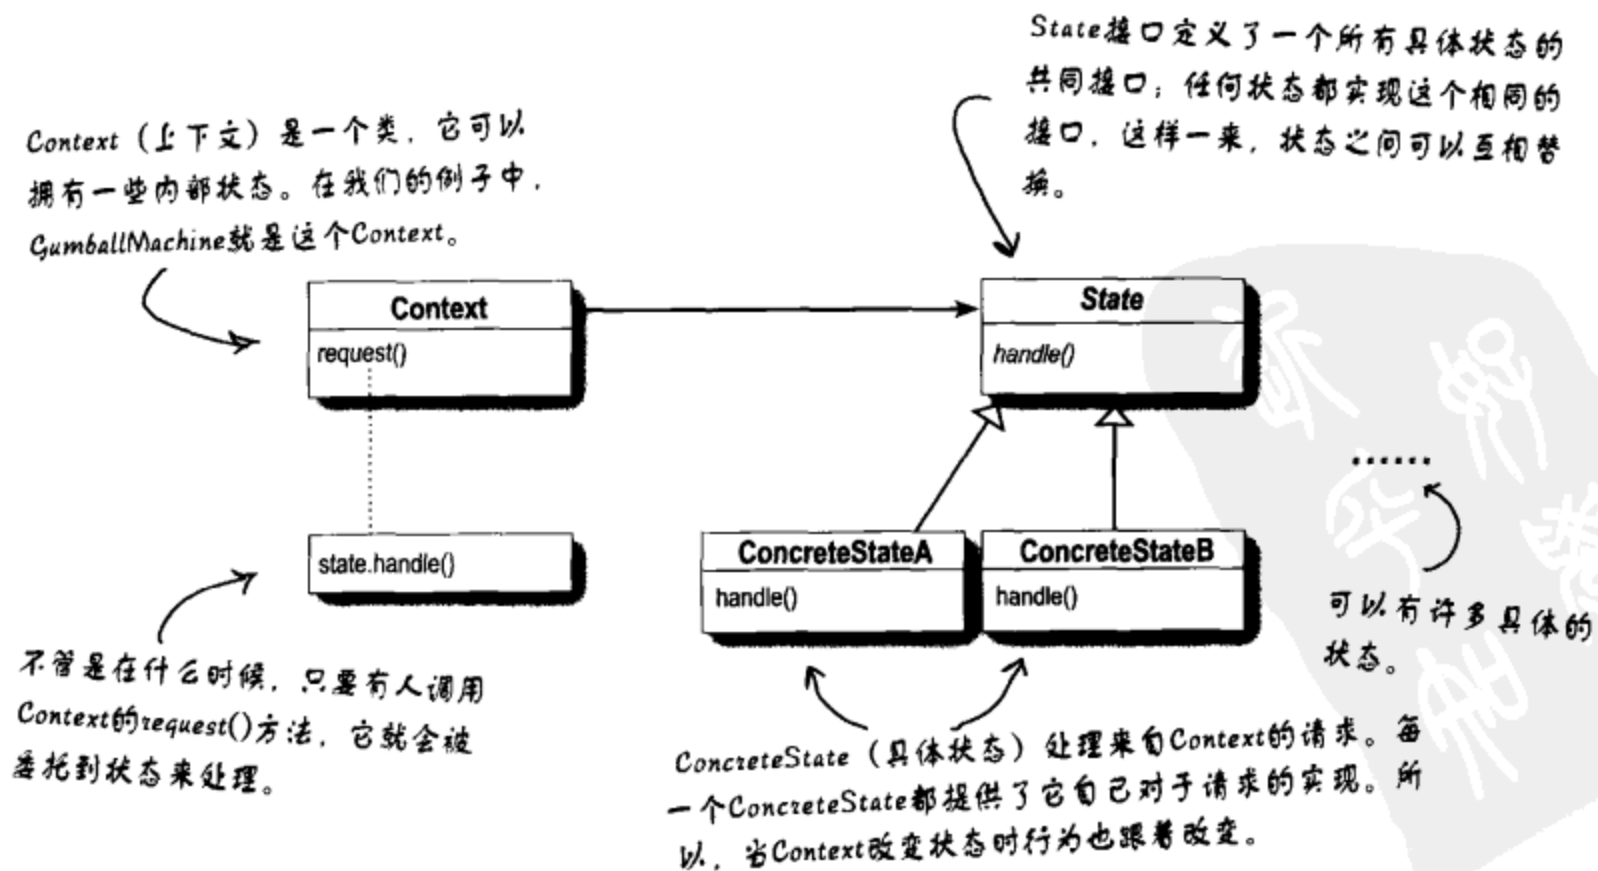 State接口定义了一个所有具体状态的
共同接口；任何状态都实现这个相同的
接口，这样一来，状态之间可以互相替
换。
Context（上下文）是一个类，它可以
拥有一些内部状态。在我们的例子中，
GumballMachine就是这个Context。
Context
request()
State
handle()
state.handle()
ConcreteStateA
handle()
ConcreteStateB
handle()
......
可以有许多具体的
状态。
不管是在什么时候，只要有人调用
Context的request()方法，它就会被
委托到状态来处理。
ConcreteState（具体状态）处理来自Context的请求。每
一个ConcreteState都提供了它自己对于请求的实现。所
以，当Context改变状态时行为也跟着改变。